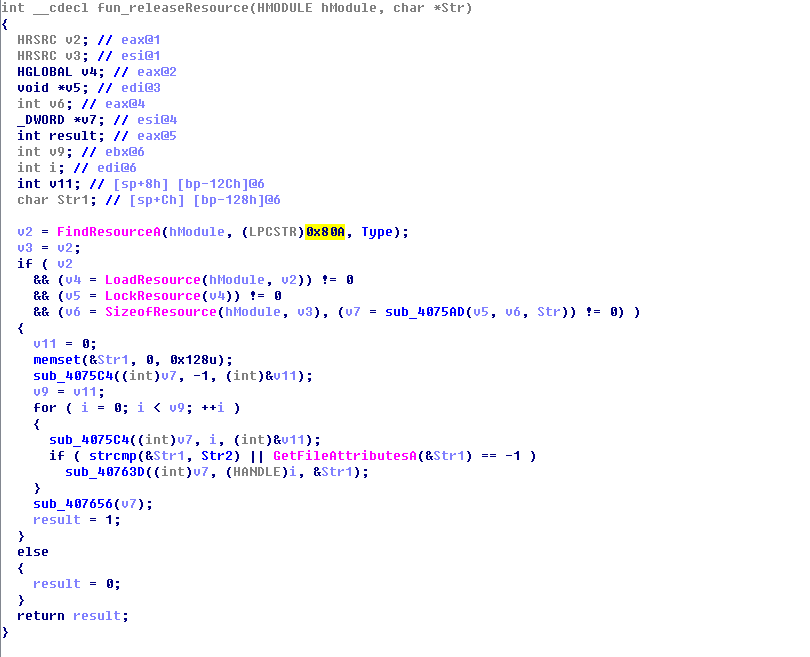 int __cdecl fun_releaseResource(HMODULE hModule, char *Str)
{
  HRSRC v2; // eax@1
  HRSRC v3; // esi@1
  HGLOBAL v4; // eax@2
  void *v5; // edi@3
  int v6; // eax@4
  _DWORD *v7; // esi@4
  int result; // eax@5
  int v9; // ebx@6
  int i; // edi@6
  int v11; // [sp+8h] [bp-12Ch]@6
  char Str1; // [sp+Ch] [bp-128h]@6

  v2 = FindResourceA(hModule, (LPCSTR)0x80A, Type);
  v3 = v2;
  if ( v2
    && (v4 = LoadResource(hModule, v2)) != 0
    && (v5 = LockResource(v4)) != 0
    && (v6 = SizeofResource(hModule, v3), (v7 = sub_4075AD(v5, v6, Str)) != 0) )
  {
    v11 = 0;
    memset(&Str1, 0, 0x128u);
    sub_4075C4((int)v7, -1, (int)&v11);
    v9 = v11;
    for ( i = 0; i < v9; ++i )
    {
      sub_4075C4((int)v7, i, (int)&v11);
      if ( strcmp(&Str1, Str2) || GetFileAttributesA(&Str1) == -1 )
        sub_40763D((int)v7, (HANDLE)i, &Str1);
    }
    sub_407656(v7);
    result = 1;
  }
  else
  {
    result = 0;
  }
  return result;
}